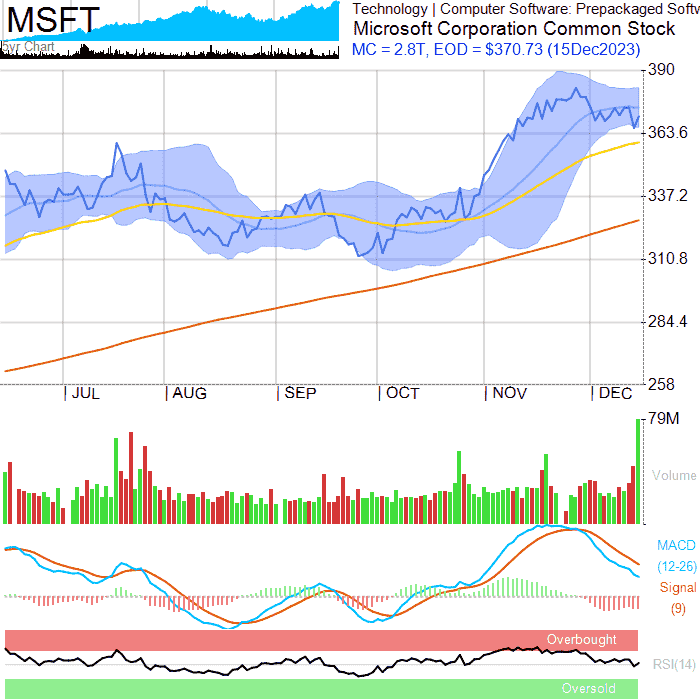 MSFT
5yr Chart
Technology | Computer Software: Prepackaged Softw
Microsoft Corporation Common Stock
MC = 2.8T, EOD = $370.73 (15Dec2023)
390
363.6
337.2
310.8
284.4
258
| JUL | AUG | SEP | OCT | NOV | DEC
79M
Volume
MACD
(12-26)
Signal
(9)
Overbought
RSI(14)
Oversold